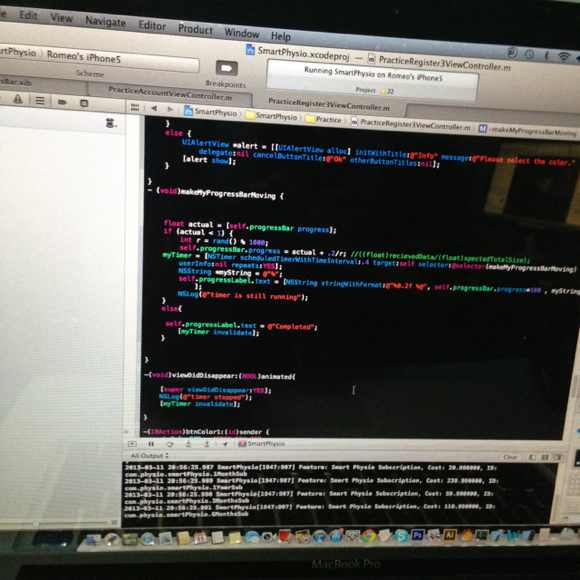 File Edit View Navigate Editor Product Window Help
SmartPhysio.xcodeproj — PracticeRegister3ViewController.m
Romeo's iPhone5
Running SmartPhysio on Romeo's iPhone5
Scheme
Breakpoints
Project 22
PracticeAccountViewController.m
PracticeRegister3ViewController.m
SmartPhysio SmartPhysio Practice PracticeRegister3ViewController.m -makeMyProgressBarMoving
}
else {
UIAlertView *alert = [[UIAlertView alloc] initWithTitle:@"Info" message:@"Please select the color."
delegate:nil cancelButtonTitle:@"Ok" otherButtonTitles:nil];
[alert show];
}
}
- (void)makeMyProgressBarMoving {
float actual = [self.progressBar progress];
if (actual < 1) {
int r = rand() % 1000;
self.progressBar.progress = actual + .2/r; //((float)recievedData/(float)xpectedTotalSize);
myTimer = [NSTimer scheduledTimerWithTimeInterval:.4 target:self selector:@selector(makeMyProgressBarMoving)
userInfo:nil repeats:YES];
NSString *myString = @"%";
self.progressLabel.text = [NSString stringWithFormat:@"%0.2f %@", self.progressBar.progress*100 , myString
];
NSLog(@"timer is still running");
}
else{
self.progressLabel.text = @"Completed";
[myTimer invalidate];
}
}
-(void)viewDidDisappear:(BOOL)animated{
[super viewDidDisappear:YES];
NSLog(@"timer stopped");
[myTimer invalidate];
}
-(IBAction)btnColor1:(id)sender {
SmartPhysio
All Output
Clear
2013-03-11 20:56:25.987 SmartPhysio[1047:907] Feature: Smart Physio Subscription, Cost: 20.000000, ID:
com.physio.smartPhysio.1MonthSub
2013-03-11 20:56:25.989 SmartPhysio[1047:907] Feature: Smart Physio Subscription, Cost: 230.000000, ID:
com.physio.smartPhysio.1YearSub
2013-03-11 20:56:25.990 SmartPhysio[1047:907] Feature: Smart Physio Subscription, Cost: 59.000000, ID:
com.physio.smartPhysio.3MonthsSub
2013-03-11 20:56:25.991 SmartPhysio[1047:907] Feature: Smart Physio Subscription, Cost: 110.000000, ID:
com.physio.smartPhysio.6MonthsSub
MacBook Pro